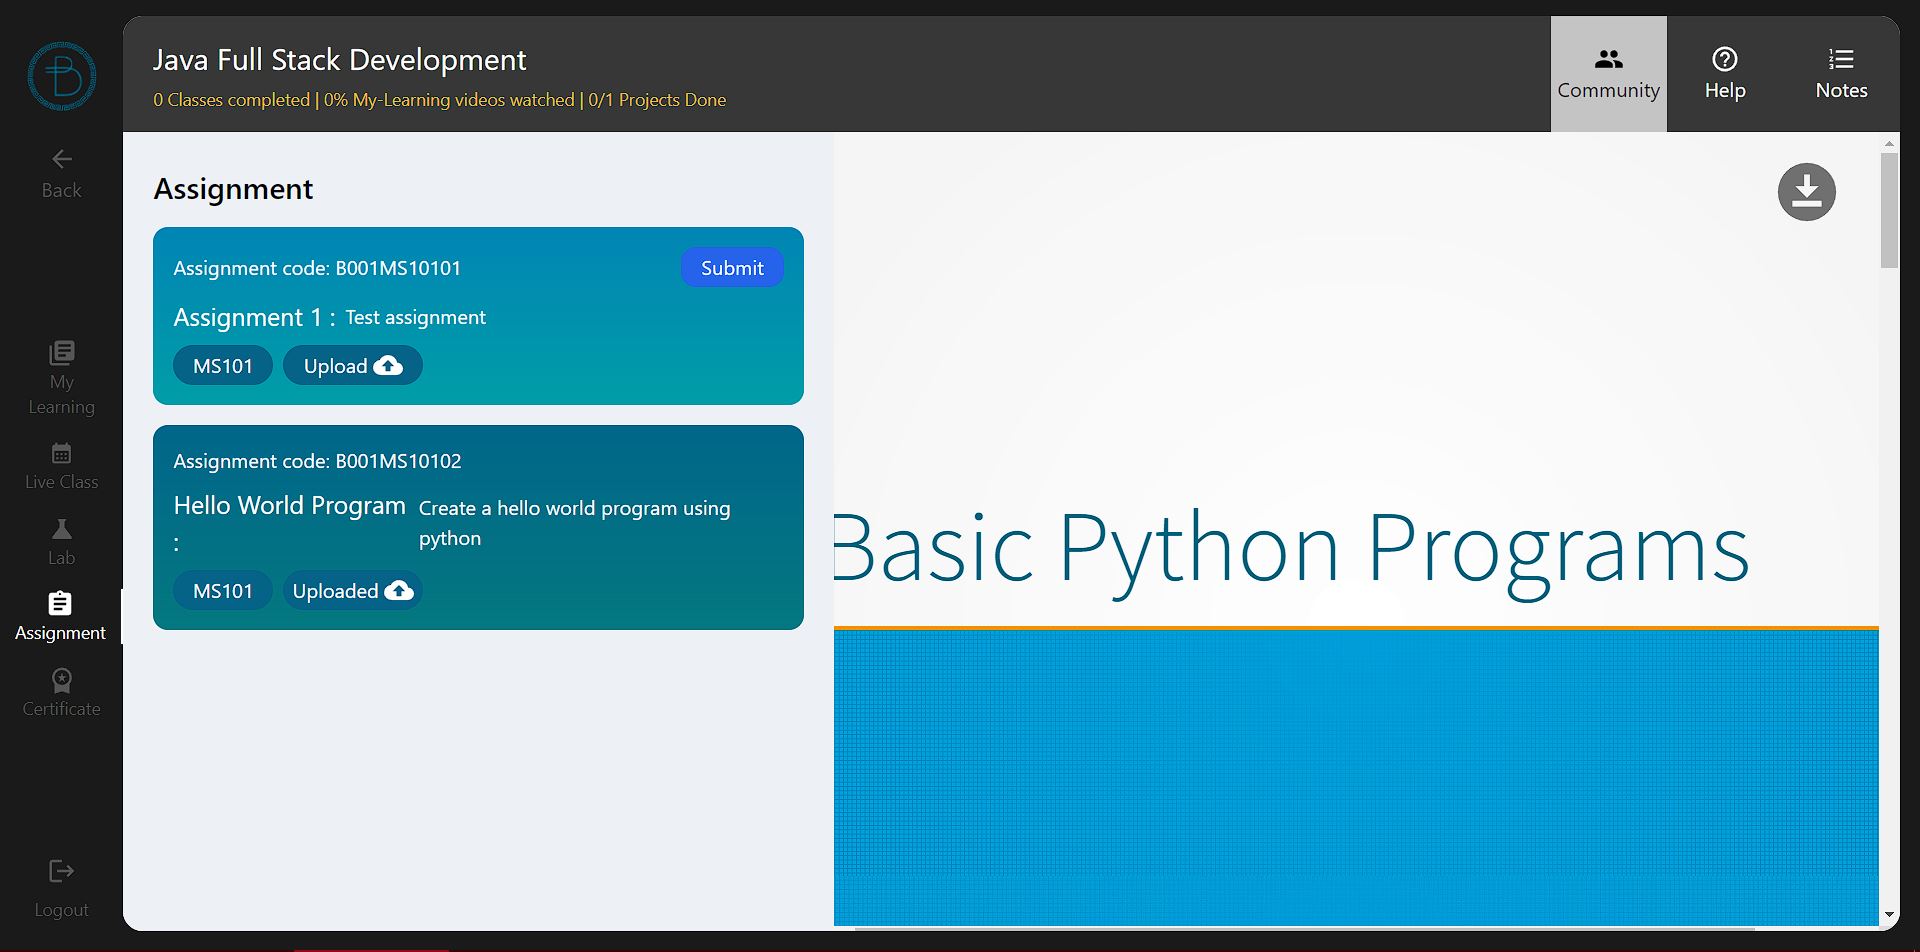 Java Full Stack Development
0 Classes completed | 0% My-Learning videos watched | 0/1 Projects Done
Community
Help
Notes
Back
My
Learning
Live Class
Lab
Assignment
Certificate
Logout
Assignment
Assignment code: B001MS10101
Submit
Assignment 1 : Test assignment
MS101
Upload
Assignment code: B001MS10102
Hello World Program
:
Create a hello world program using
python
MS101
Uploaded
Basic Python Programs